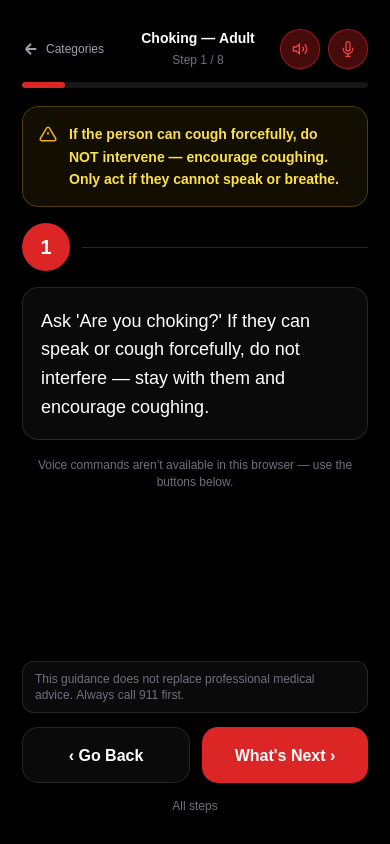 Categories
Choking — Adult
Step 1 / 8
If the person can cough forcefully, do
NOT intervene — encourage coughing.
Only act if they cannot speak or breathe.
1
Ask 'Are you choking?' If they can
speak or cough forcefully, do not
interfere — stay with them and
encourage coughing.
Voice commands aren't available in this browser — use the
buttons below.
This guidance does not replace professional medical
advice. Always call 911 first.
‹ Go Back
What's Next ›
All steps